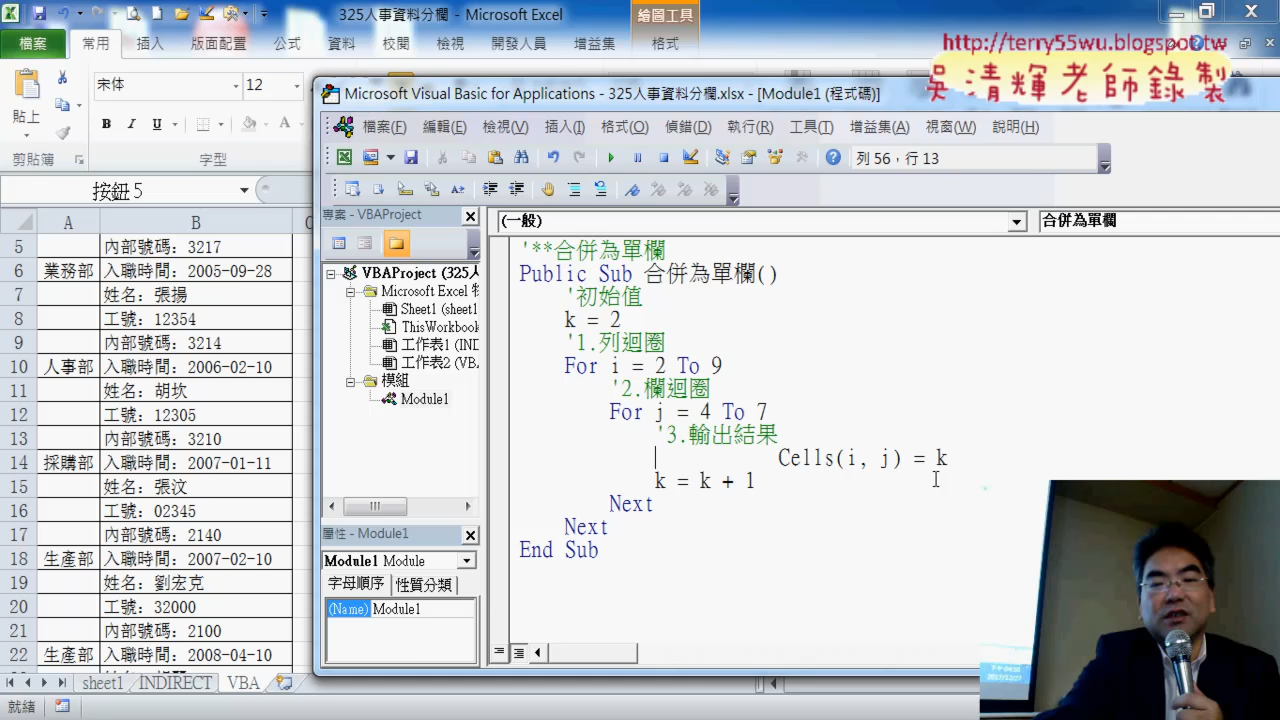 325人事資料分欄 - Microsoft Excel
繪圖工具
檔案 常用 插入 版面配置 公式 資料 校閱 檢視 開發人員 增益集 格式
http://terry55wu.blogspot.tw
吳清輝老師錄製
宋体 12
貼上
B I U A
剪貼簿 字型
按鈕 5
A B
5 內部號碼: 3217
6 業務部 入職時間: 2005-09-28
7 姓名: 張揚
8 工號: 12354
9 內部號碼: 3214
10 人事部 入職時間: 2006-02-10
11 姓名: 胡坎
12 工號: 12305
13 內部號碼: 3210
14 採購部 入職時間: 2007-01-11
15 姓名: 張汶
16 工號: 02345
17 內部號碼: 2140
18 生產部 入職時間: 2007-02-10
19 姓名: 劉宏克
20 工號: 32000
21 內部號碼: 2100
22 生產部 入職時間: 2008-04-10
sheet1 INDIRECT VBA
就緒
Microsoft Visual Basic for Applications - 325人事資料分欄.xlsx - [Module1 (程式碼)]
檔案(F) 編輯(E) 檢視(V) 插入(I) 格式(O) 偵錯(D) 執行(R) 工具(T) 增益集(A) 視窗(W) 說明(H)
列 56，行 13
專案 - VBAProject
VBAProject (325人
Microsoft Excel 物
Sheet1 (sheet1
ThisWorkbook
工作表1 (IND
工作表2 (VB
模組
Module1
屬性 - Module1
Module1 Module
字母順序 性質分類
(Name) Module1
(一般) 合併為單欄
'**合併為單欄
Public Sub 合併為單欄()
'初始值
k = 2
'1.列迴圈
For i = 2 To 9
'2.欄迴圈
For j = 4 To 7
'3.輸出結果
Cells(i, j) = k
k = k + 1
Next
Next
End Sub